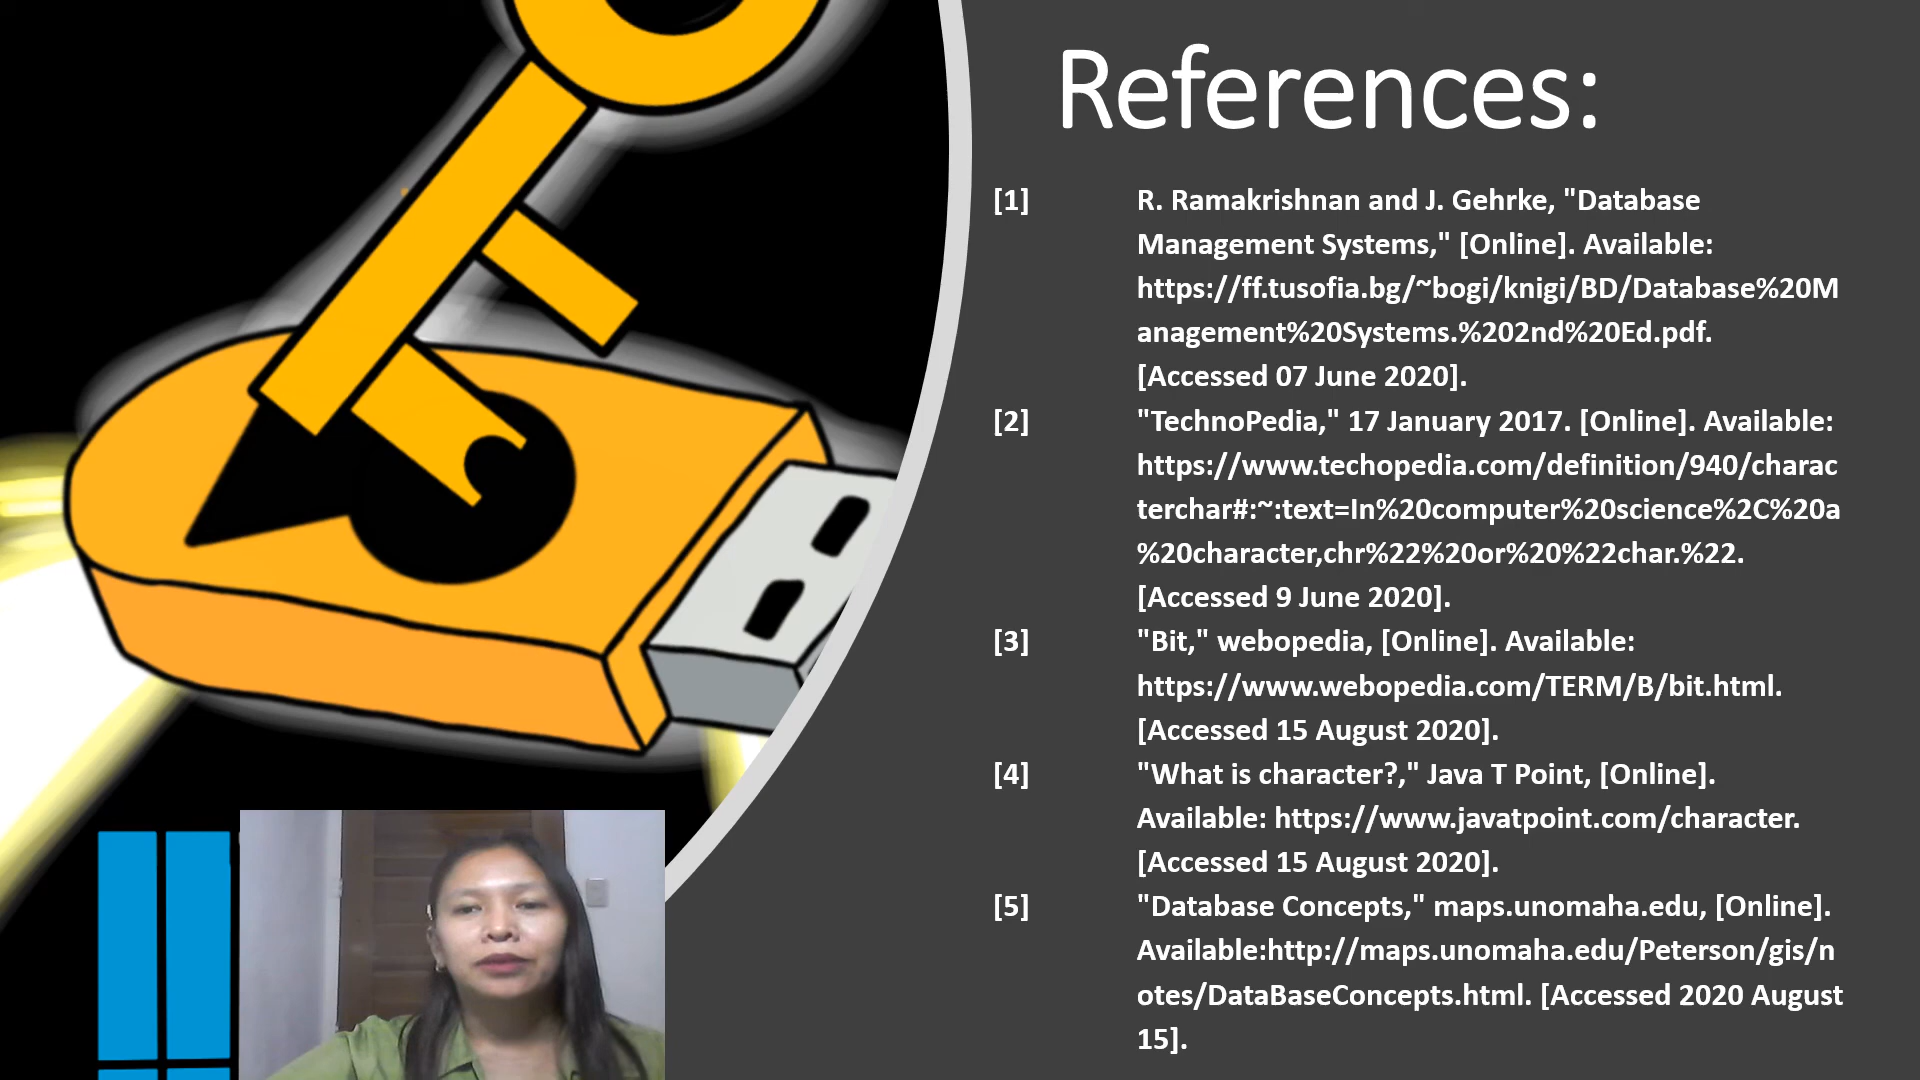 References:
[1] R. Ramakrishnan and J. Gehrke, "Database
Management Systems," [Online]. Available:
https://ff.tusofia.bg/~bogi/knigi/BD/Database%20M
anagement%20Systems.%202nd%20Ed.pdf.
[Accessed 07 June 2020].
[2] "TechnoPedia," 17 January 2017. [Online]. Available:
https://www.techopedia.com/definition/940/charac
terchar#:~:text=In%20computer%20science%2C%20a
%20character,chr%22%20or%20%22char.%22.
[Accessed 9 June 2020].
[3] "Bit," webopedia, [Online]. Available:
https://www.webopedia.com/TERM/B/bit.html.
[Accessed 15 August 2020].
[4] "What is character?," Java T Point, [Online].
Available: https://www.javatpoint.com/character.
[Accessed 15 August 2020].
[5] "Database Concepts," maps.unomaha.edu, [Online].
Available:http://maps.unomaha.edu/Peterson/gis/n
otes/DataBaseConcepts.html. [Accessed 2020 August
15].